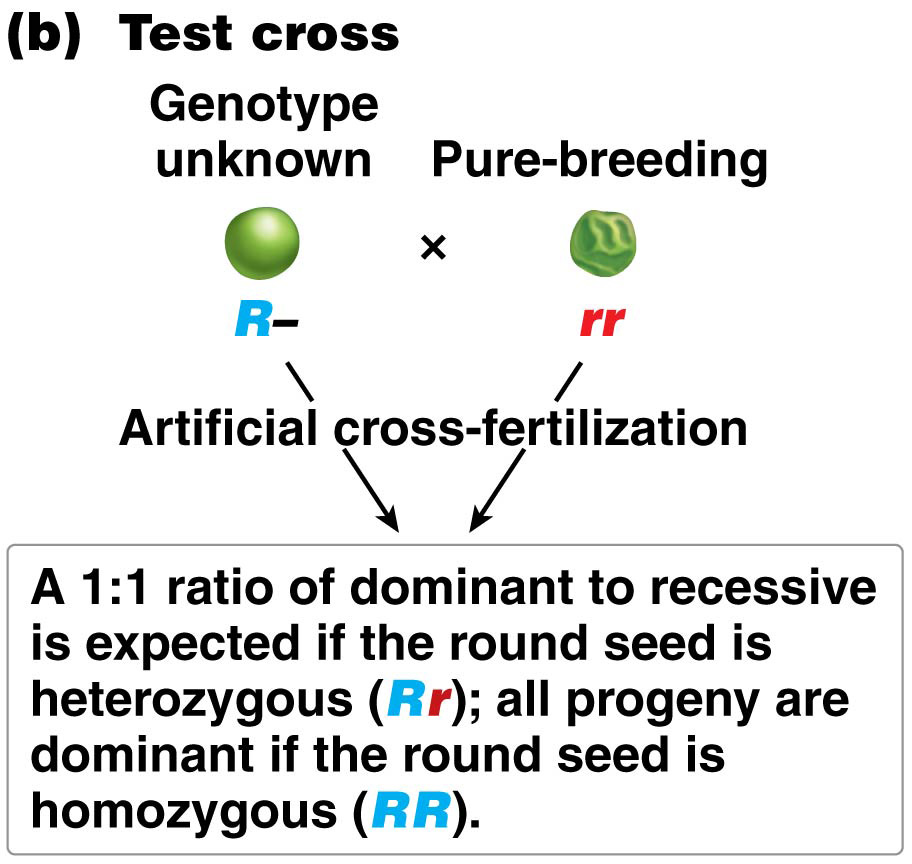 (b) Test cross
Genotype
unknown
Pure-breeding
×
R–
rr
Artificial cross-fertilization
A 1:1 ratio of dominant to recessive
is expected if the round seed is
heterozygous (Rr); all progeny are
dominant if the round seed is
homozygous (RR).